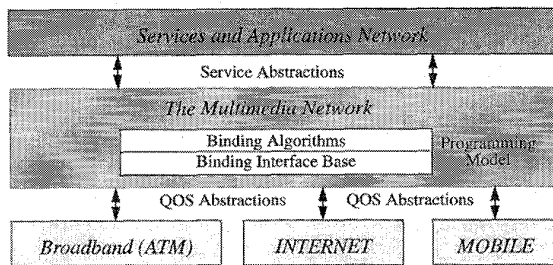 Services and Applications Network
Service Abstractions
The Multimedia Network
Binding Algorithms
Binding Interface Base
Programming
Model
QOS Abstractions QOS Abstractions
Broadband (ATM) INTERNET MOBILE